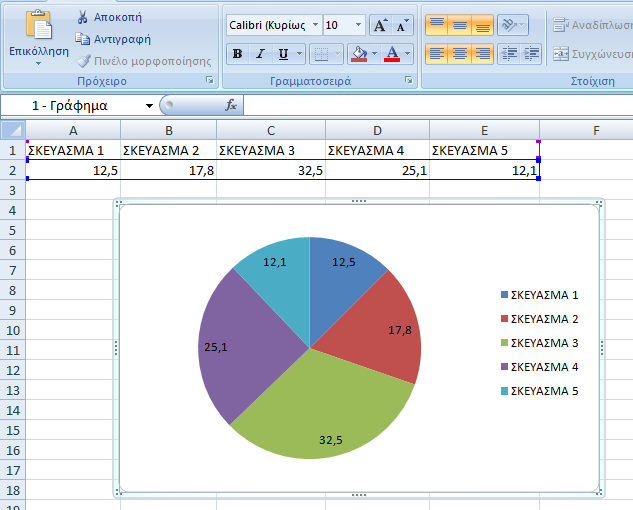 Επικόλληση
Αποκοπή
Αντιγραφή
Πινέλο μορφοποίησης
Πρόχειρο
Calibri (Κυρίως 10 A A
B I U A
Γραμματοσειρά
Αναδίπλωσ
Συγχώνευση
Στοίχιση
1 - Γράφημα fx
A B C D E F
1 ΣΚΕΥΑΣΜΑ 1 ΣΚΕΥΑΣΜΑ 2 ΣΚΕΥΑΣΜΑ 3 ΣΚΕΥΑΣΜΑ 4 ΣΚΕΥΑΣΜΑ 5
2 12,5 17,8 32,5 25,1 12,1
3
4
5
6
7
8
9
10
11
12
13
14
15
16
17
18
12,1 12,5
17,8
25,1
32,5
ΣΚΕΥΑΣΜΑ 1
ΣΚΕΥΑΣΜΑ 2
ΣΚΕΥΑΣΜΑ 3
ΣΚΕΥΑΣΜΑ 4
ΣΚΕΥΑΣΜΑ 5